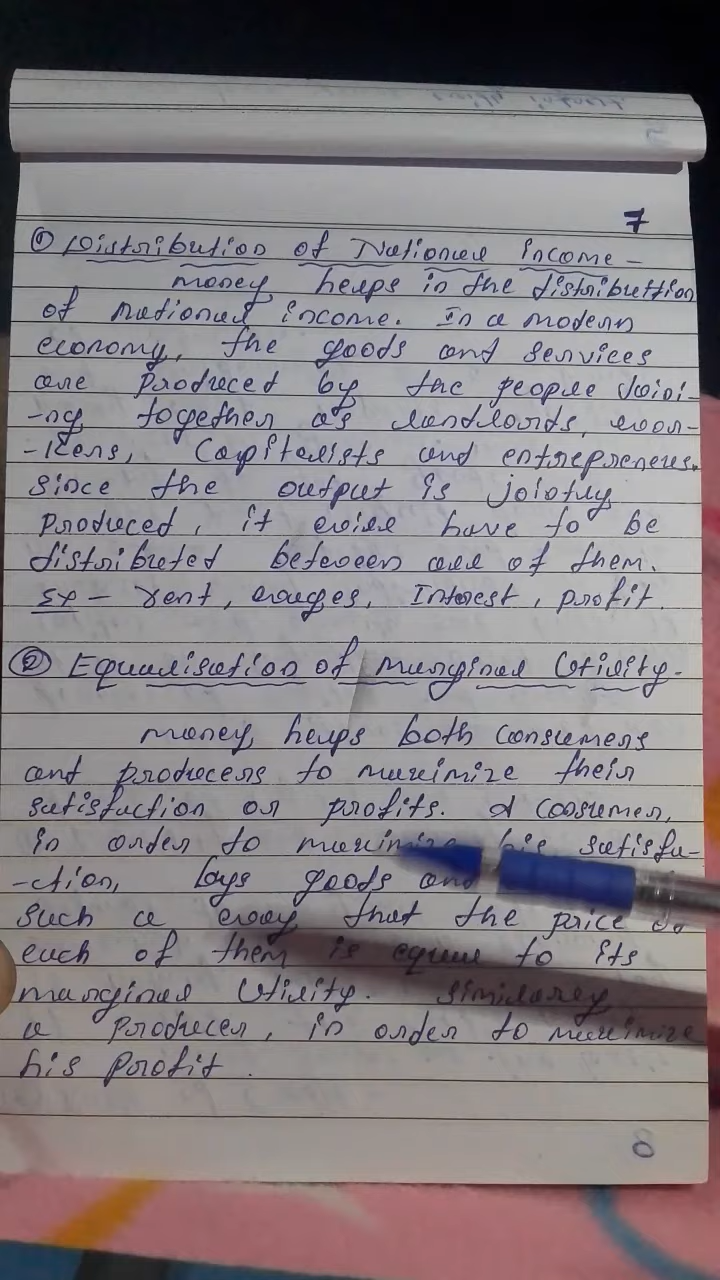 7
① Distribution of National income -
money helps in the distributtion
of national income. In a modern
economy, the goods and services
are produced by the people joini-
-ng together as landlords, wor-
-kers, Capitalists and entrepreneurs.
since the output is jointly
produced, it will have to be
distributed between all of them.
Ex - rent, wages, Interest, profit.
② Equalisation of marginal Utility.
money helps both consumers
and producers to maximize their
satisfaction or profits. A consumer,
in order to maximize his satisfa-
-ction, buys goods and
such a way that the price
each of them is equal to its
marginal Utility. Similarly
a producer, in order to maximize
his profit.
8